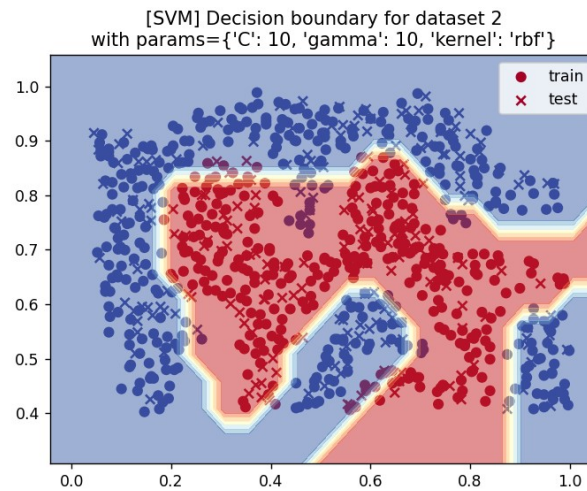 [SVM] Decision boundary for dataset 2
with params={'C': 10, 'gamma': 10, 'kernel': 'rbf'}
train
test
1.0
0.9
0.8
0.7
0.6
0.5
0.4
0.0 0.2 0.4 0.6 0.8 1.0